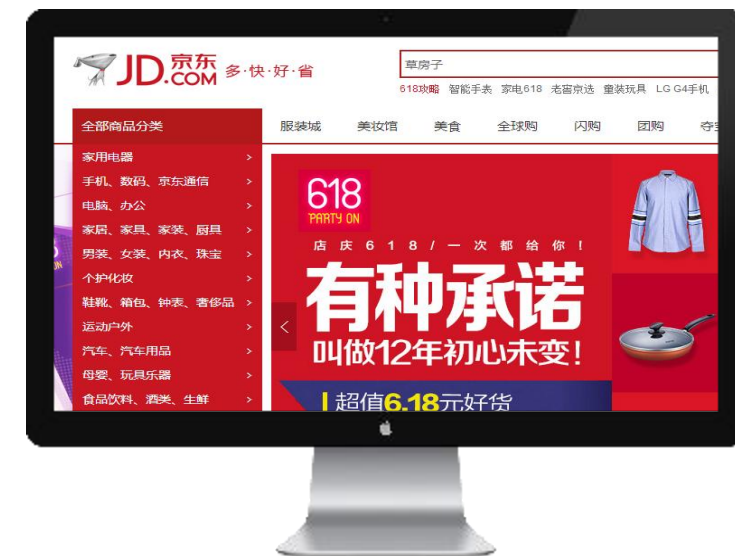 JD.COM 京东 多·快·好·省
草房子
618攻略 智能手表 家电618 老窖京选 童装玩具 LG G4手机
全部商品分类 服装城 美妆馆 美食 全球购 闪购 团购
家用电器 >
手机、数码、京东通信 >
电脑、办公 >
家居、家具、家装、厨具 >
男装、女装、内衣、珠宝 >
个护化妆 >
鞋靴、箱包、钟表、奢侈品 >
运动户外 >
汽车、汽车用品 >
母婴、玩具乐器 >
食品饮料、酒类、生鲜 >
618
PARTY ON
店庆618/一次都给你!
有种承诺
叫做12年初心未变!
超值6.18元好货